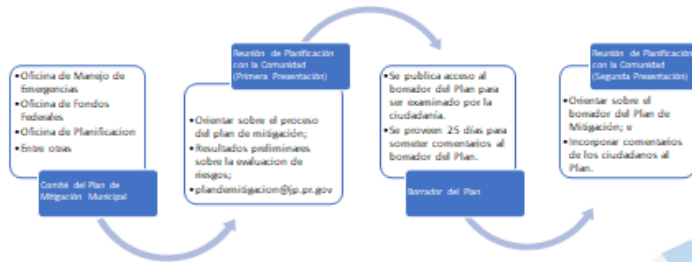 •Oficina de Manejo de
Emergencias
•Oficina de Fondos
Federales
•Oficina de Planificacion
•Entre otras
Comité del Plan de
Mitigación Municipal
Reunión de Planificación
con la Comunidad
(Primera Presentación)
•Orientar sobre el proceso
del plan de mitigación;
•Resultados preliminares
sobre la evaluacion de
riesgos;
•plandemitigacion@jp.pr.gov
•Se publica acceso al
borrador del Plan para
ser examinado por la
ciudadanía.
•Se proveen 25 días para
someter comentarios al
borrador del Plan.
Borrador del Plan
Reunión de Planificación
con la Comunidad
(Segunda Presentación)
•Orientar sobre el
borrador del Plan de
Mitigación; e
•Incorporar comentarios
de los ciudadanos al
Plan.